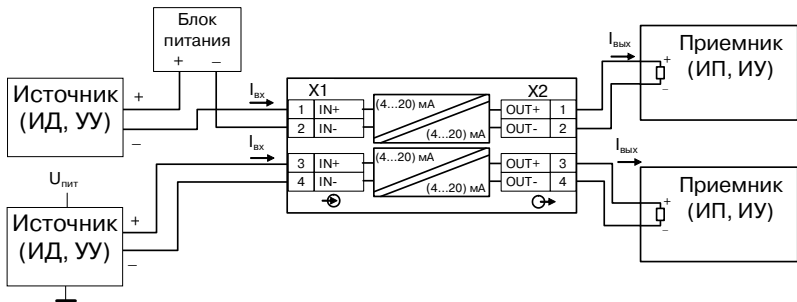 Блок
питания
+ −
Источник
(ИД, УУ)
+
−
Iвх
X1
X2
1 IN+
2 IN-
(4...20) мА
(4...20) мА
OUT+ 1
OUT- 2
Iвых
+
−
Приемник
(ИП, ИУ)
Iвх
3 IN+
4 IN-
(4...20) мА
(4...20) мА
OUT+ 3
OUT- 4
Iвых
+
−
Приемник
(ИП, ИУ)
Uпит
Источник
(ИД, УУ)
+
−